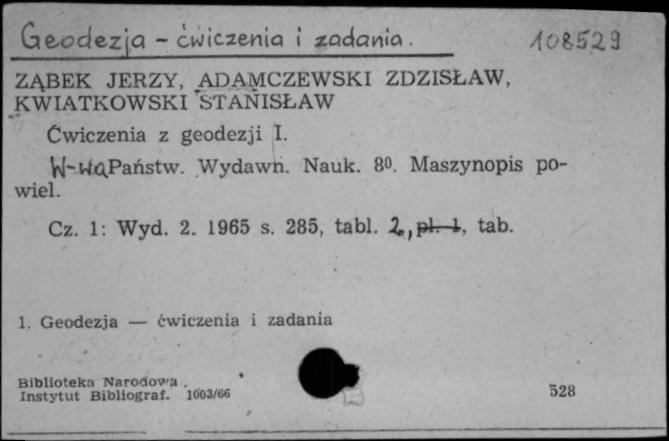 Geodezja - ćwiczenia i zadania. 108529
ZĄBEK JERZY, ADAMCZEWSKI ZDZISŁAW,
KWIATKOWSKI STANISŁAW
Ćwiczenia z geodezji I.
W-wa Państw. Wydawn. Nauk. 8⁰. Maszynopis po-
wiel.
Cz. 1: Wyd. 2. 1965 s. 285, tabl. 2, pl. 1, tab.
1. Geodezja — ćwiczenia i zadania
Biblioteka Narodowa
Instytut Bibliograf. 1003/66 528